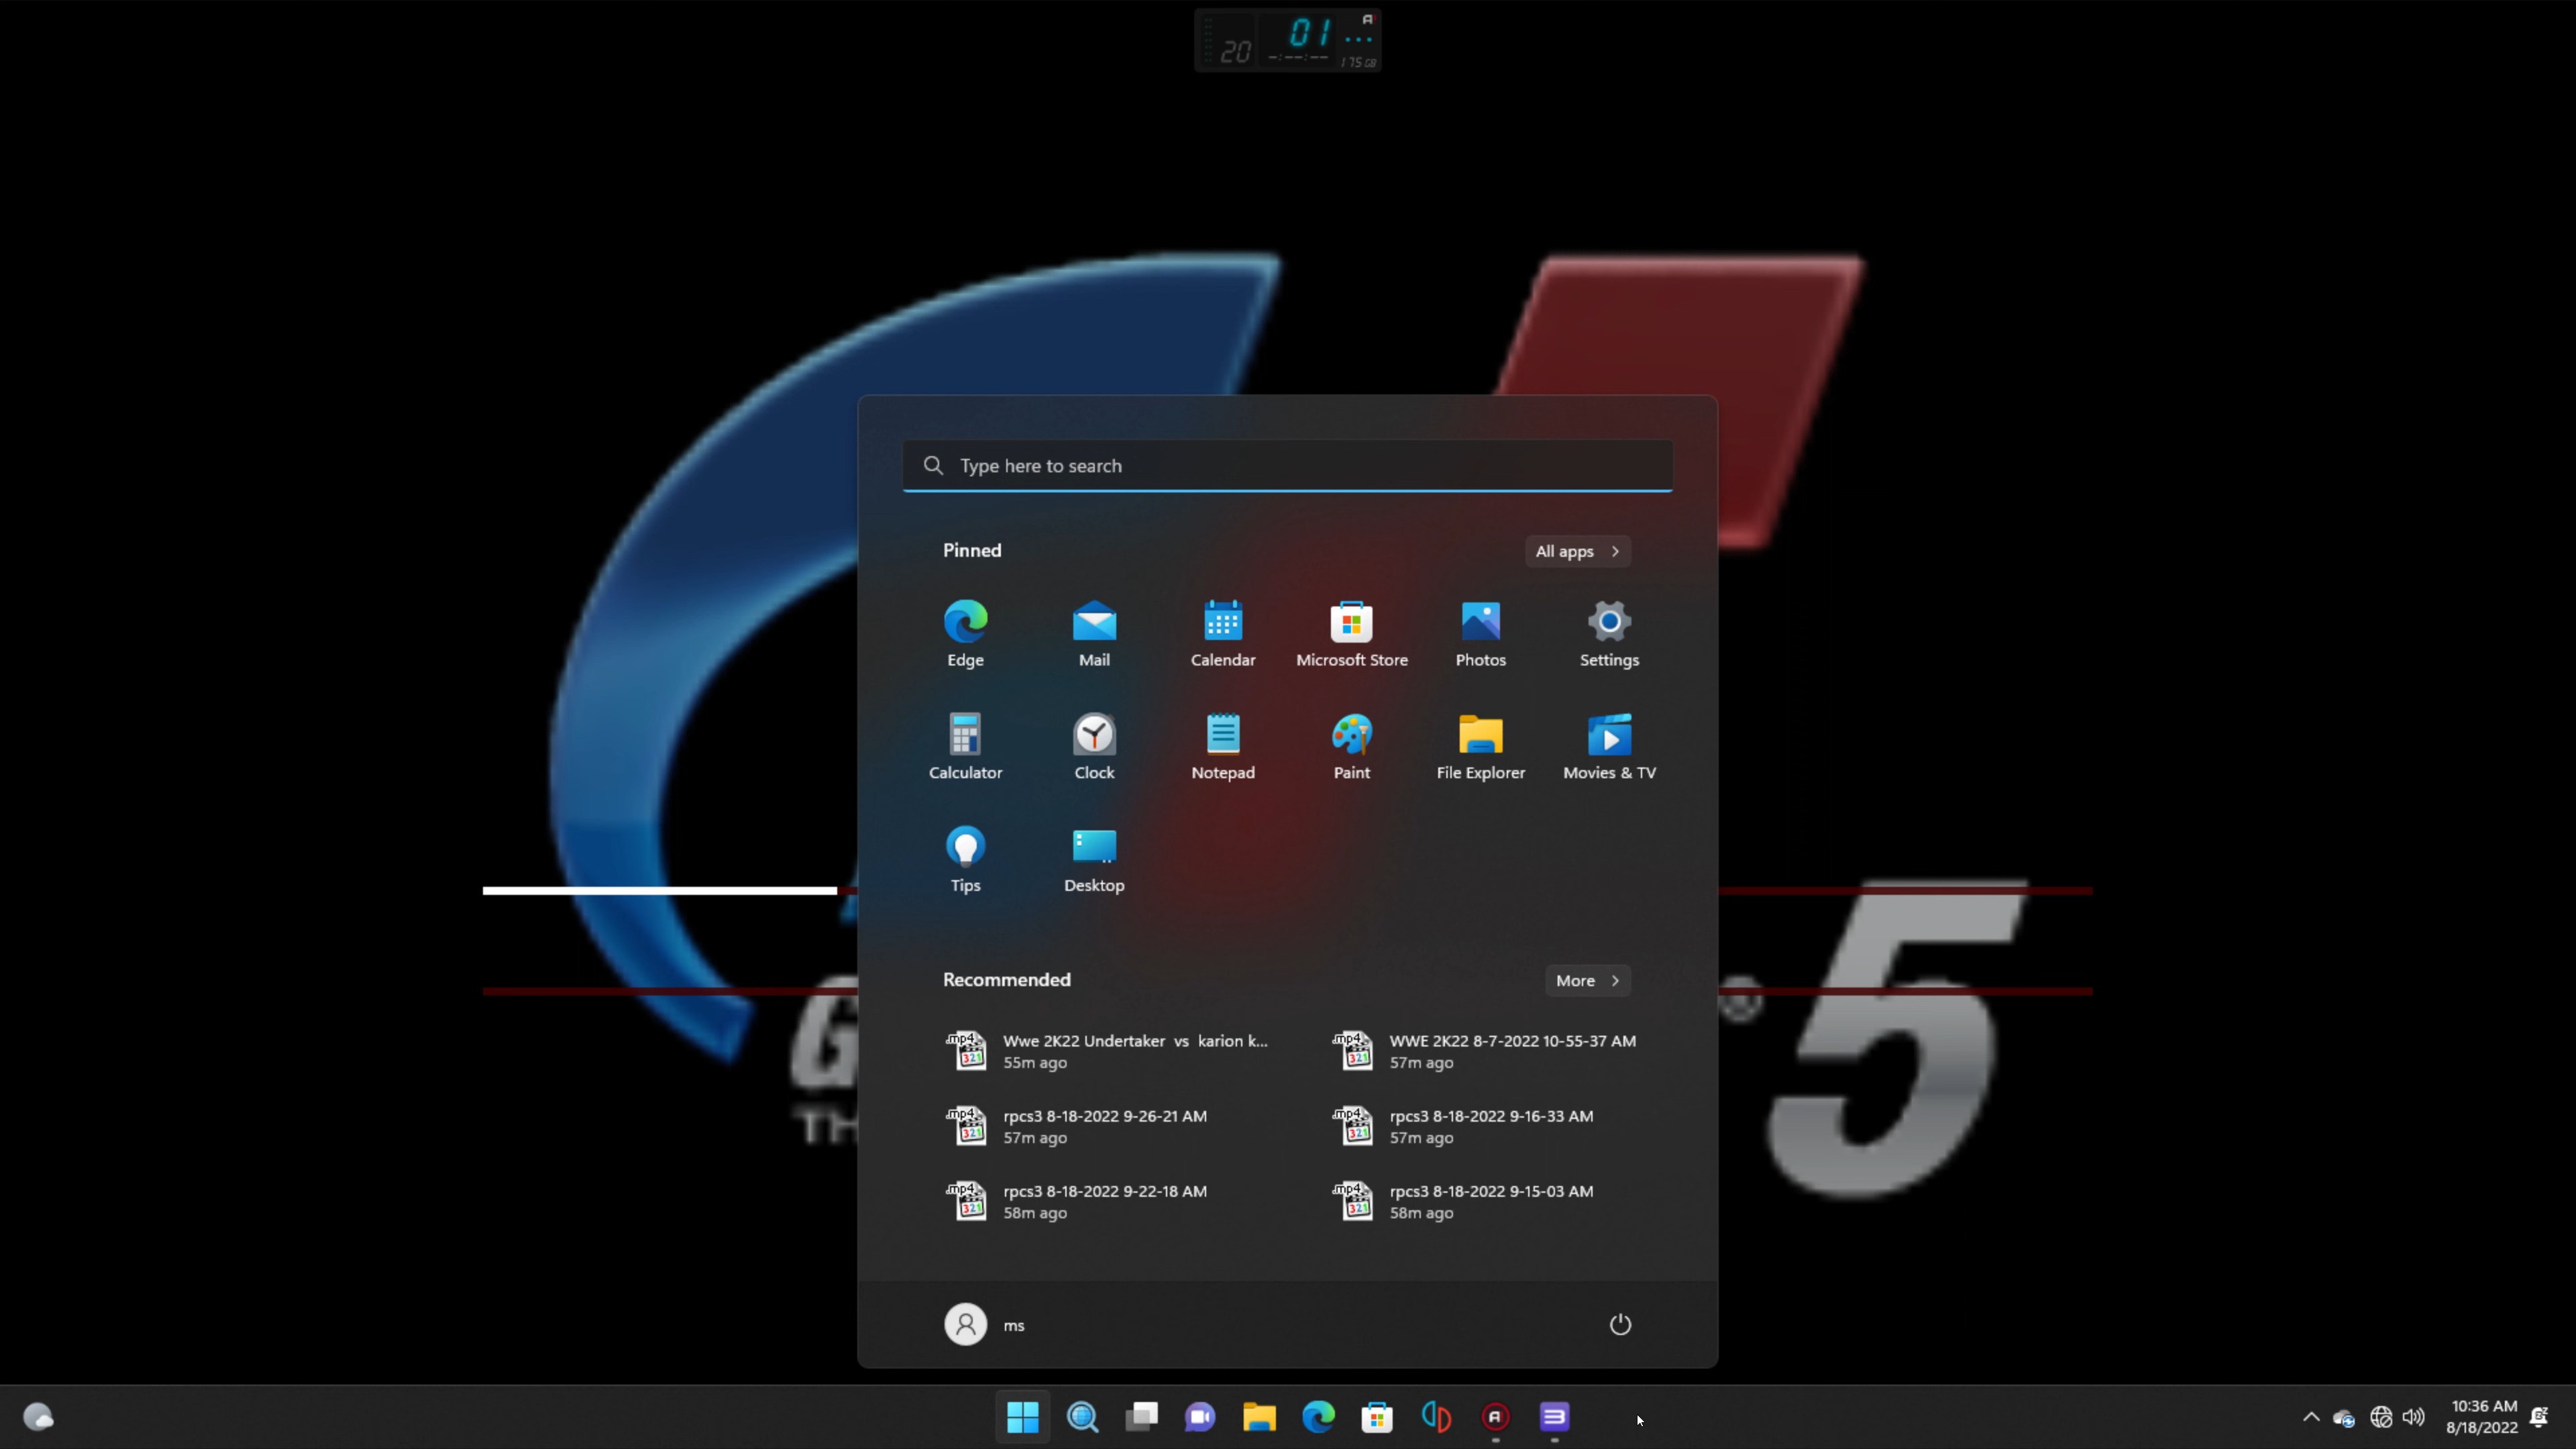 01
20
-:--:--
175 GB
Type here to search
Pinned
All apps
Edge
Mail
Calendar
Microsoft Store
Photos
Settings
Calculator
Clock
Notepad
Paint
File Explorer
Movies & TV
Tips
Desktop
Recommended
More
Wwe 2K22 Undertaker vs karion k...
55m ago
WWE 2K22 8-7-2022 10-55-37 AM
57m ago
rpcs3 8-18-2022 9-26-21 AM
57m ago
rpcs3 8-18-2022 9-16-33 AM
57m ago
rpcs3 8-18-2022 9-22-18 AM
58m ago
rpcs3 8-18-2022 9-15-03 AM
58m ago
G
® 5
TH
ms
10:36 AM
8/18/2022